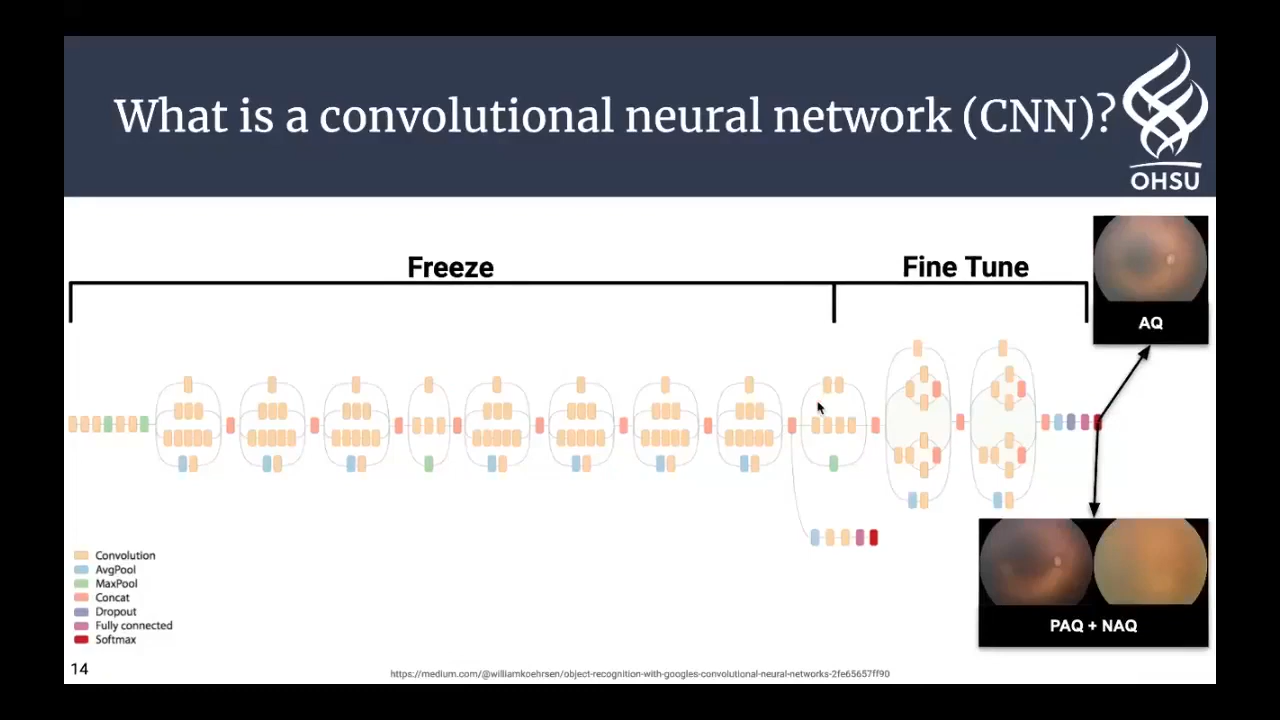 What is a convolutional neural network (CNN)?
OHSU
Freeze
Fine Tune
AQ
PAQ + NAQ
Convolution
AvgPool
MaxPool
Concat
Dropout
Fully connected
Softmax
14
https://medium.com/@williamkoehrsen/object-recognition-with-googles-convolutional-neural-networks-2fe65657ff90